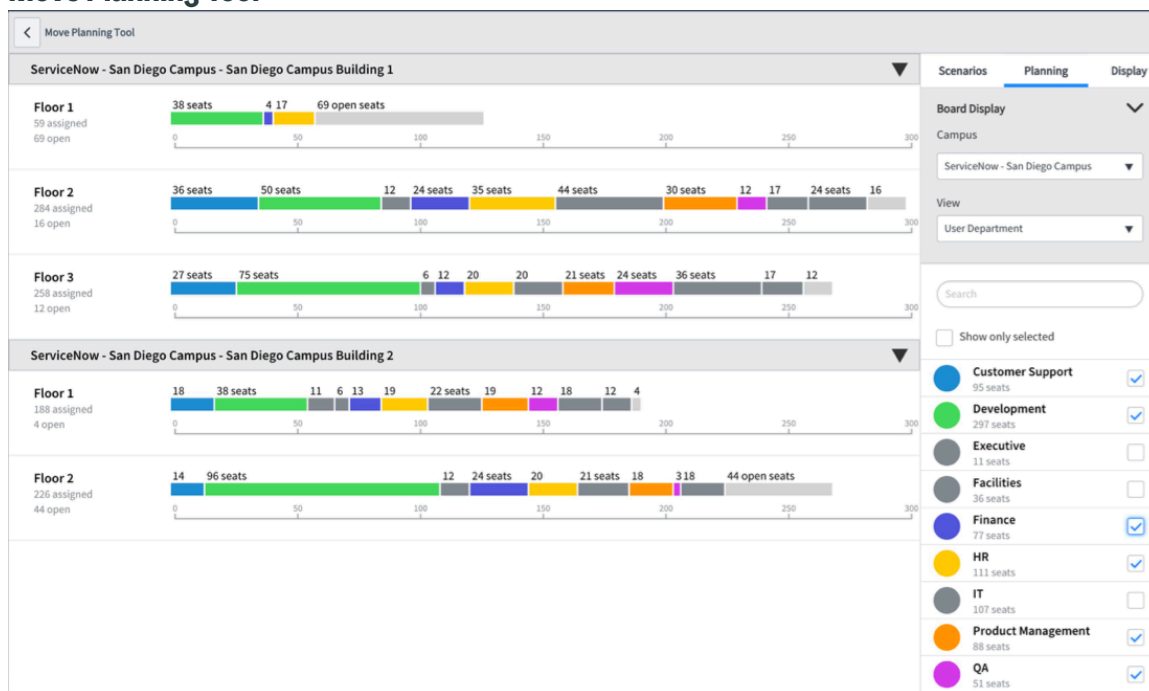 Move Planning Tool
ServiceNow - San Diego Campus - San Diego Campus Building 1
Floor 1
59 assigned
69 open
38 seats 4 17 69 open seats
0 50 100 150 200 250 300
Floor 2
284 assigned
16 open
36 seats 50 seats 12 24 seats 35 seats 44 seats 30 seats 12 17 24 seats 16
0 50 100 150 200 250 300
Floor 3
258 assigned
12 open
27 seats 75 seats 6 12 20 20 21 seats 24 seats 36 seats 17 12
0 50 100 150 200 250 300
ServiceNow - San Diego Campus - San Diego Campus Building 2
Floor 1
188 assigned
4 open
18 38 seats 11 6 13 19 22 seats 19 12 18 12 4
0 50 100 150 200 250 300
Floor 2
226 assigned
44 open
14 96 seats 12 24 seats 20 21 seats 18 3 18 44 open seats
0 50 100 150 200 250 300
Scenarios Planning Display
Board Display
Campus
ServiceNow - San Diego Campus
View
User Department
Search
Show only selected
Customer Support
95 seats
Development
297 seats
Executive
11 seats
Facilities
36 seats
Finance
77 seats
HR
111 seats
IT
107 seats
Product Management
88 seats
QA
51 seats